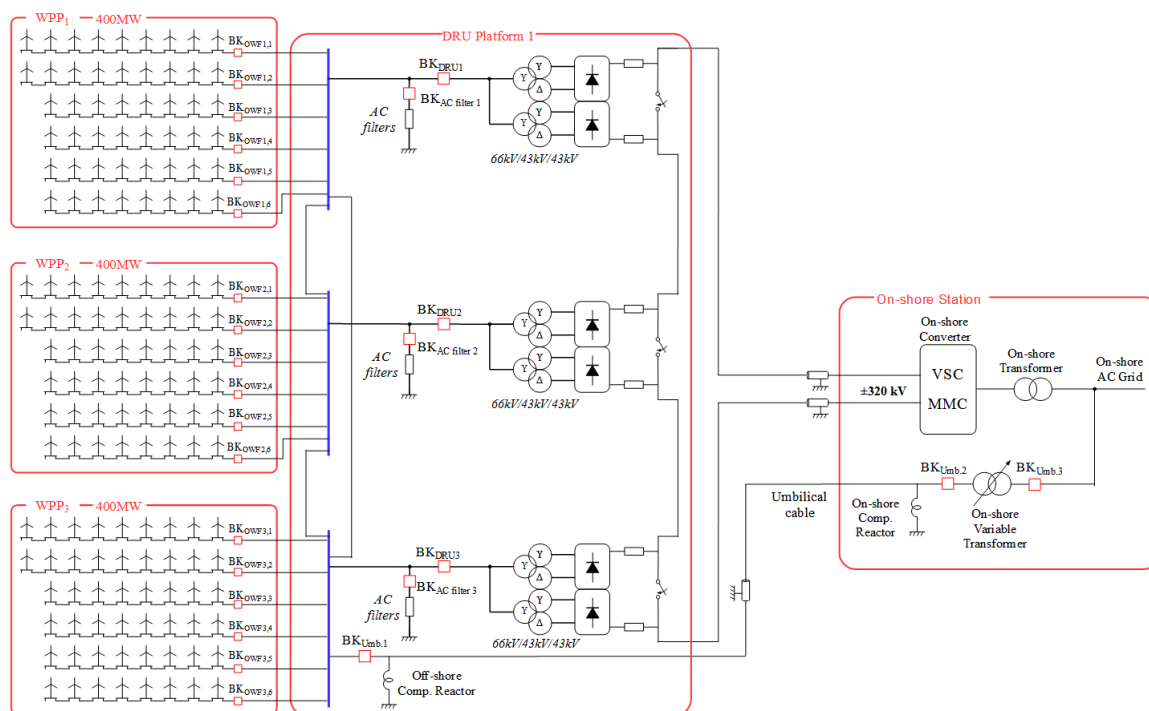 WPP1 400MW
BKOWF1,1
BKOWF1,2
BKOWF1,3
BKOWF1,4
BKOWF1,5
BKOWF1,6
DRU Platform 1
BKDRU1
BKAC filter 1
AC
filters
Y
Y
Δ
Y
Y
Δ
66kV/43kV/43kV
WPP2 400MW
BKOWF2,1
BKOWF2,2
BKOWF2,3
BKOWF2,4
BKOWF2,5
BKOWF2,6
BKDRU2
BKAC filter 2
AC
filters
Y
Y
Δ
Y
Y
Δ
66kV/43kV/43kV
WPP3 400MW
BKOWF3,1
BKOWF3,2
BKOWF3,3
BKOWF3,4
BKOWF3,5
BKOWF3,6
BKDRU3
BKAC filter 3
AC
filters
Y
Y
Δ
Y
Y
Δ
66kV/43kV/43kV
BKUmb.1
Off-shore
Comp. Reactor
Umbilical
cable
On-shore Station
On-shore
Converter
VSC
MMC
±320 kV
On-shore
Transformer
On-shore
AC Grid
BKUmb.2
BKUmb.3
On-shore
Comp.
Reactor
On-shore
Variable
Transformer